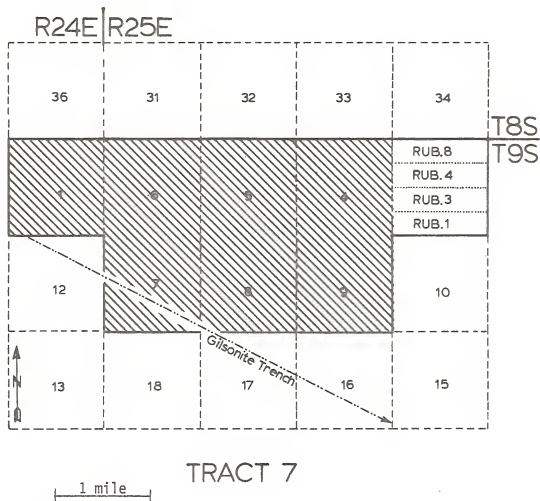 R24E R25E
36 31 32 33 34
T8S
T9S
RUB.8
RUB.4
1 6 5 4
RUB.3
RUB.1
12 7 8 9 10
Gilsonite Trench
N
13 18 17 16 15
TRACT 7
1 mile